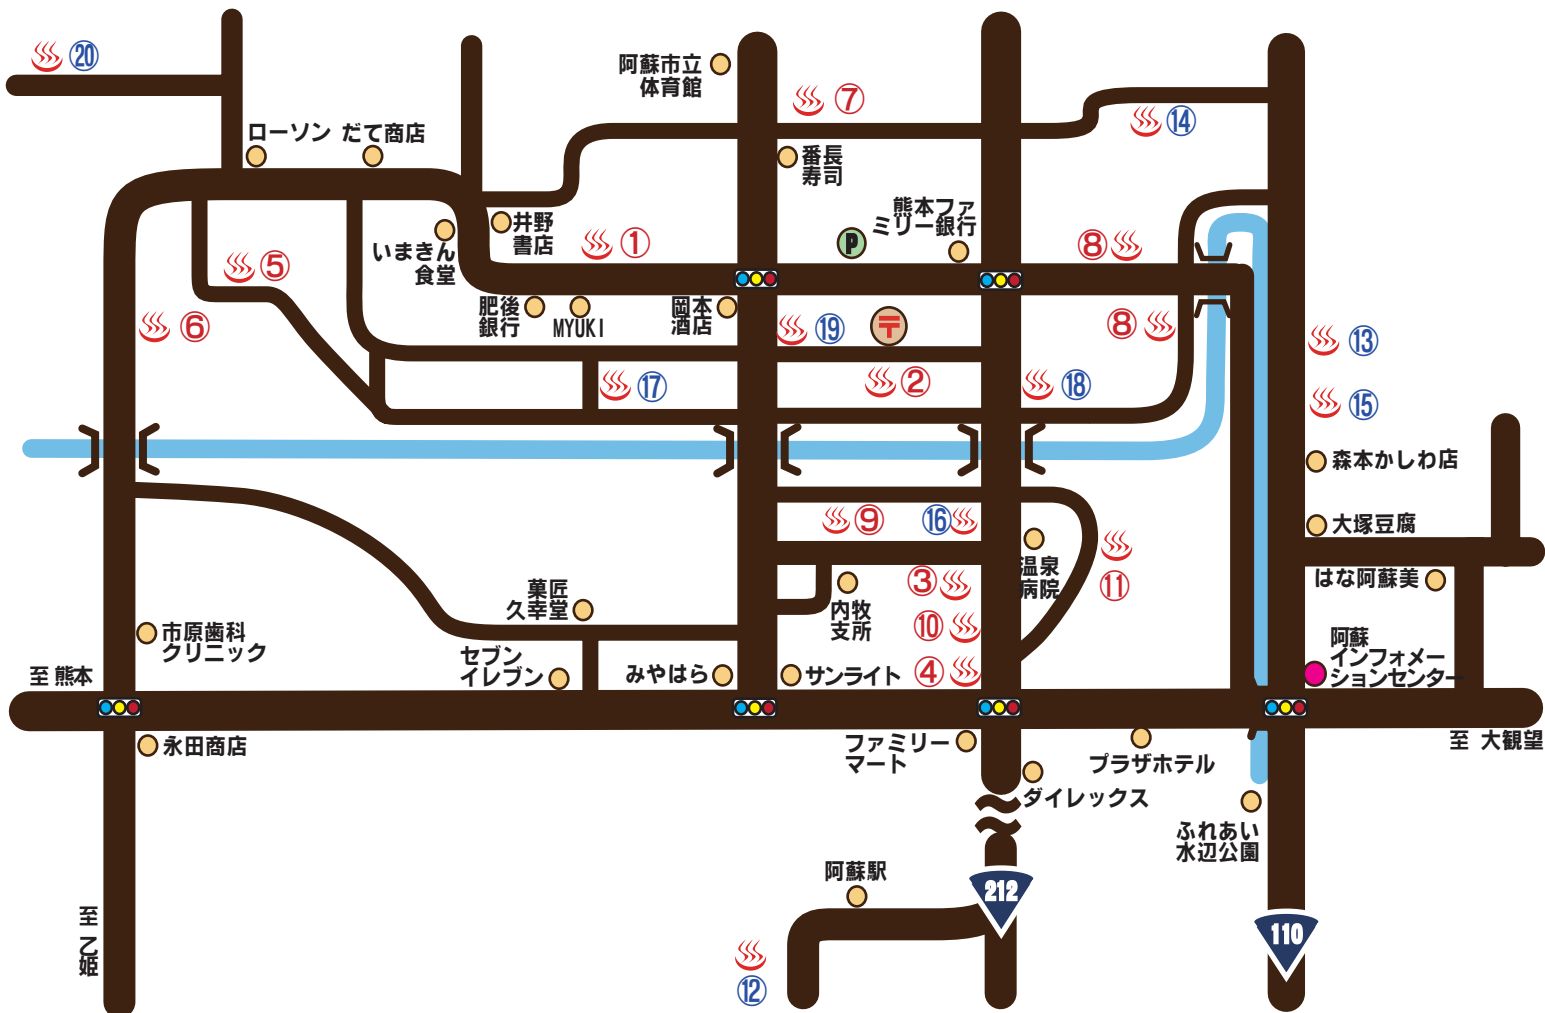 ⑳
阿蘇市立
体育館
⑦
⑭
ローソン
だて商店
番長
寿司
熊本ファ
ミリー銀行
井野
書店
いまきん
食堂
①
P
⑧
⑤
⑥
肥後
銀行
MYUKI
岡本
酒店
⑲
〒
⑧
⑬
⑰
②
⑱
⑮
森本かしわ店
⑨
⑯
大塚豆腐
温泉
病院
⑪
はな阿蘇美
菓匠
久幸堂
③
内牧
支所
⑩
市原歯科
クリニック
阿蘇
インフォメー
ションセンター
至 熊本
セブン
イレブン
みやはら
サンライト
④
永田商店
ファミリー
マート
プラザホテル
至 大観望
ダイレックス
ふれあい
水辺公園
阿蘇駅
212
至 乙姫
110
⑫